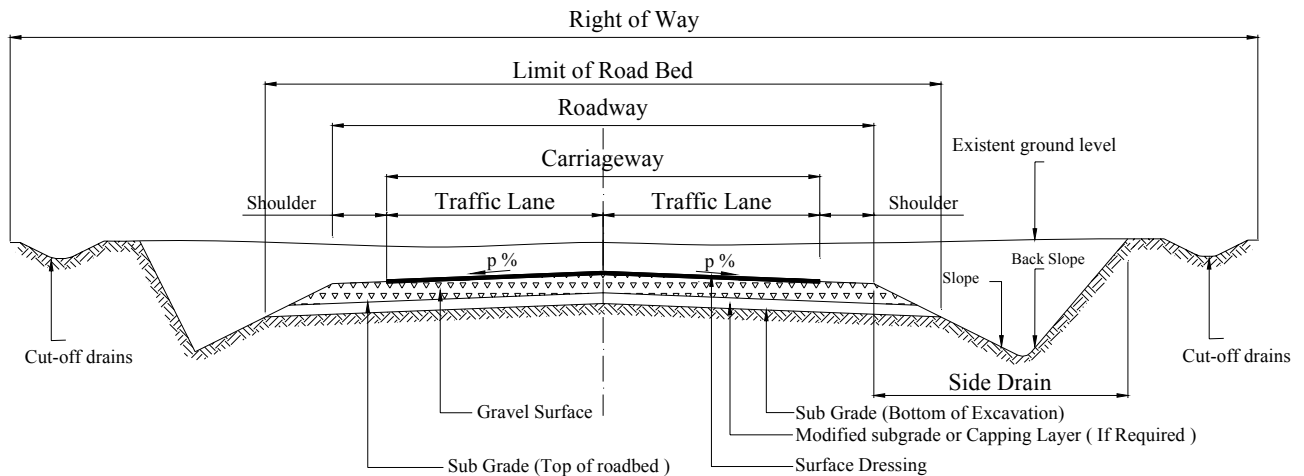 Right of Way
Limit of Road Bed
Roadway
Existent ground level
Carriageway
Shoulder
Traffic Lane
Traffic Lane
Shoulder
p %
p %
Back Slope
Slope
Cut-off drains
Cut-off drains
Side Drain
Gravel Surface
Sub Grade (Bottom of Excavation)
Modified subgrade or Capping Layer ( If Required )
Sub Grade (Top of roadbed )
Surface Dressing